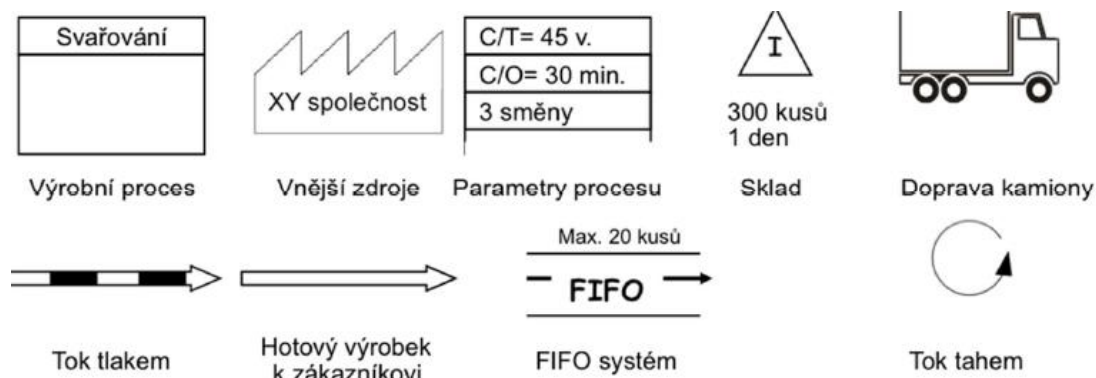 Svařování
XY společnost
C/T= 45 v.
C/O= 30 min.
3 směny
I
300 kusů
1 den
Výrobní proces
Vnější zdroje
Parametry procesu
Sklad
Doprava kamiony
Max. 20 kusů
FIFO
Tok tlakem
Hotový výrobek
k zákazníkovi
FIFO systém
Tok tahem